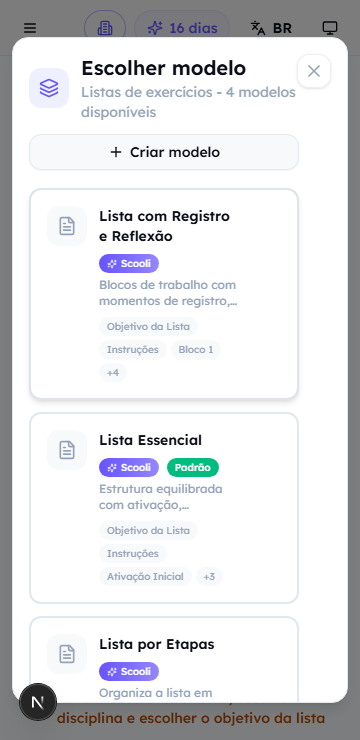 16 dias
BR
Escolher modelo
Listas de exercícios - 4 modelos
disponíveis
+ Criar modelo
Lista com Registro
e Reflexão
Scooli
Blocos de trabalho com
momentos de registro,…
Objetivo da Lista
Instruções
Bloco 1
+4
Lista Essencial
Scooli
Padrão
Estrutura equilibrada
com ativação,…
Objetivo da Lista
Instruções
Ativação Inicial
+3
Lista por Etapas
Scooli
Organiza a lista em
N
disciplina e escolher o objetivo da lista